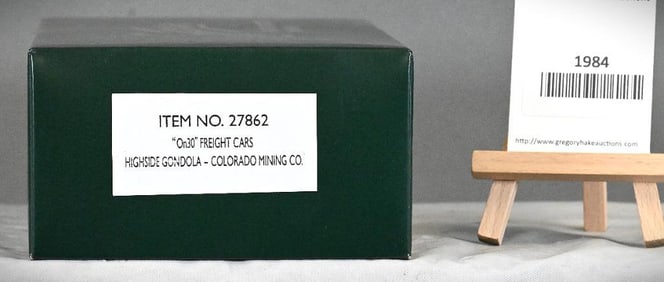 ITEM NO. 27862
"On30" FREIGHT CARS
HIGHSIDE GONDOLA – COLORADO MINING CO.
1984
http://www.gregoryhakeauctions.com